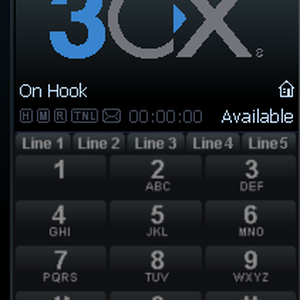 3CX®
On Hook
H M R TNL 00:00:00 Available
Line 1 Line 2 Line 3 Line4 Line5
1 2 3
ABC DEF
4 5 6
GHI JKL MNO
7 8 9
PQRS TUV WXYZ